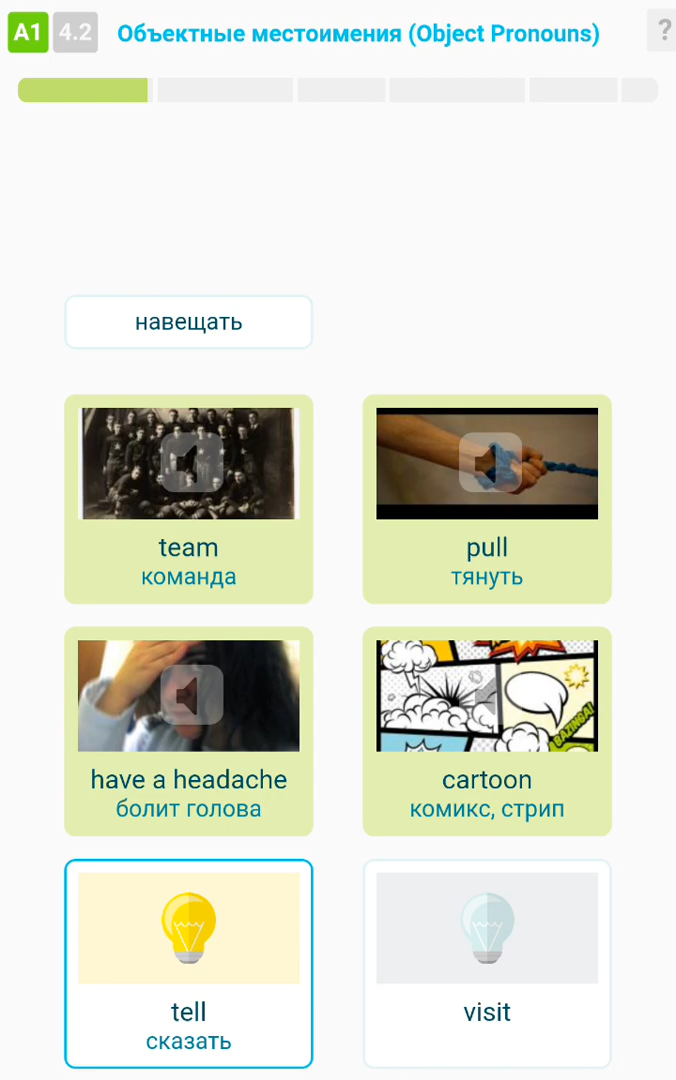 A1 4.2 Объектные местоимения (Object Pronouns) ?
навещать
team
команда
pull
тянуть
BAZINGA!
have a headache
болит голова
cartoon
комикс, стрип
tell
сказать
visit